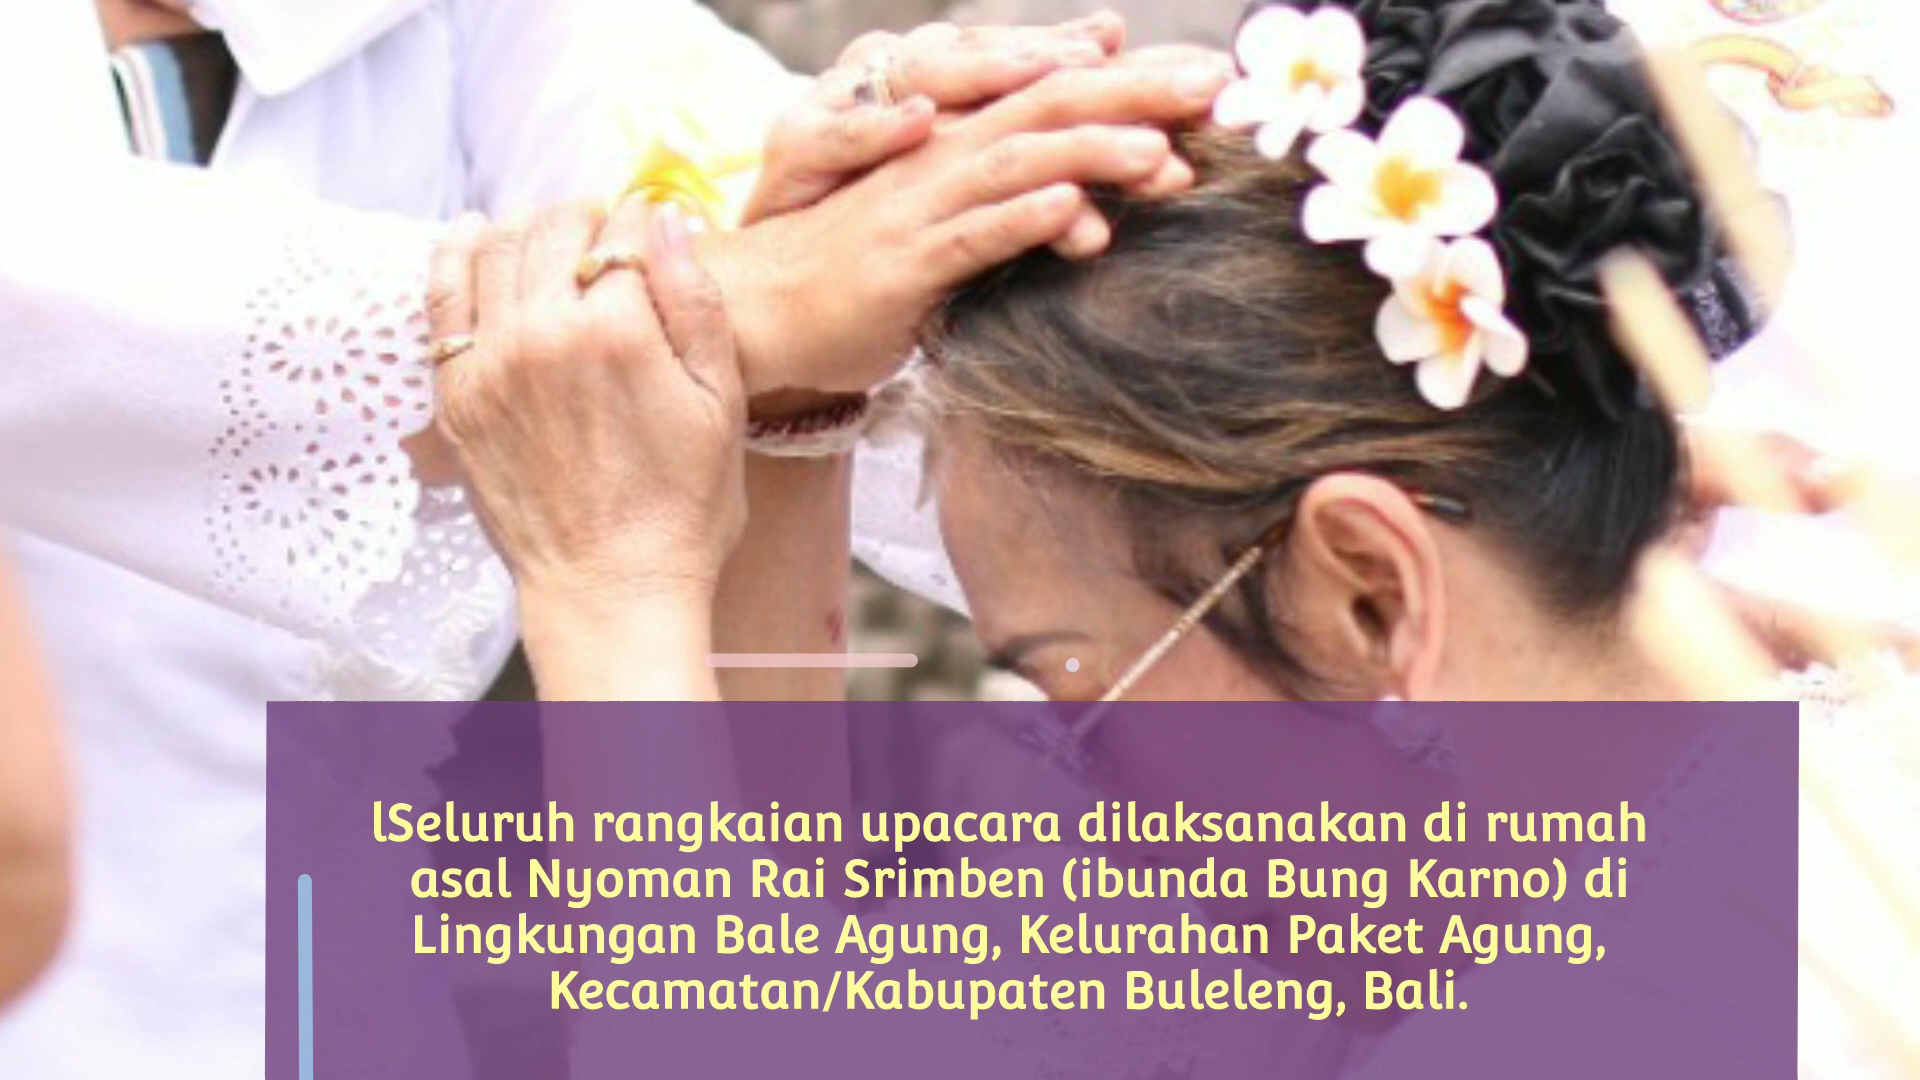 lSeluruh rangkaian upacara dilaksanakan di rumah
asal Nyoman Rai Srimben (ibunda Bung Karno) di
Lingkungan Bale Agung, Kelurahan Paket Agung,
Kecamatan/Kabupaten Buleleng, Bali.